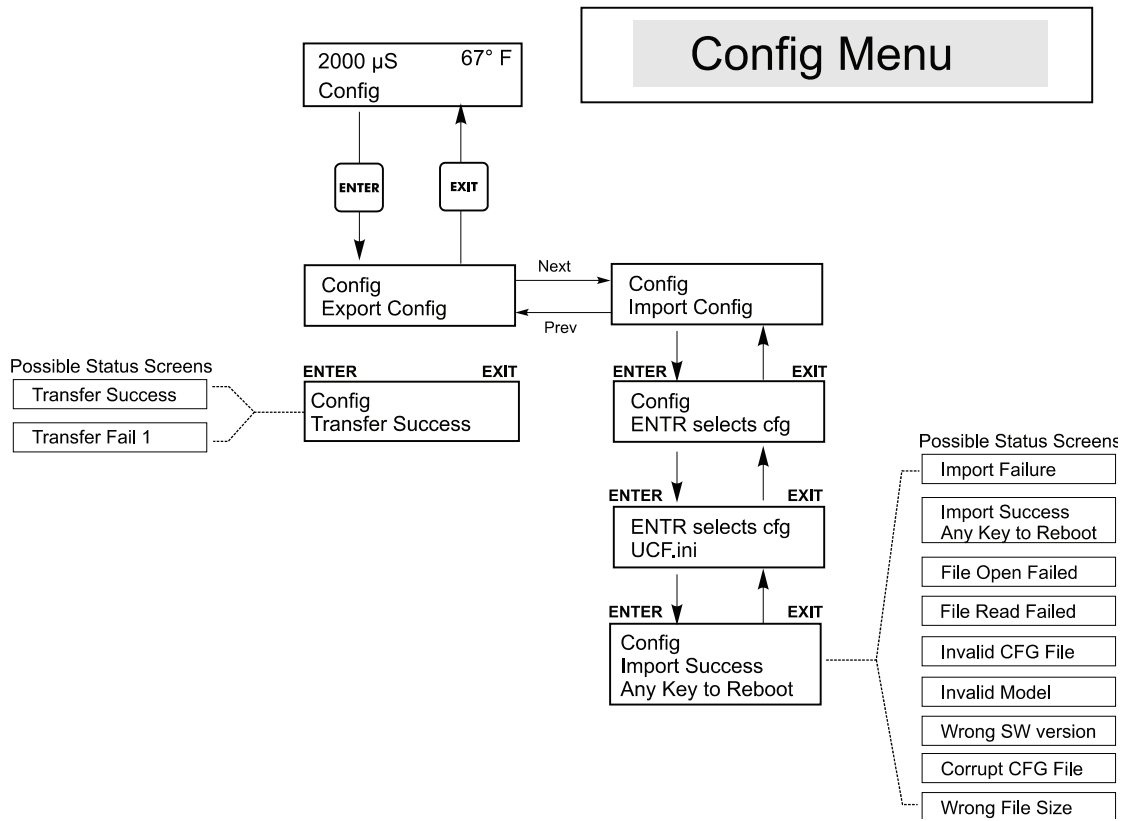 Config Menu
2000 µS 67° F
Config
ENTER EXIT
Config
Export Config
Next
Prev
Config
Import Config
Possible Status Screens
Transfer Success
Transfer Fail 1
ENTER EXIT
Config
Transfer Success
ENTER EXIT
Config
ENTR selects cfg
ENTER EXIT
ENTR selects cfg
UCF.ini
ENTER EXIT
Config
Import Success
Any Key to Reboot
Possible Status Screens
Import Failure
Import Success
Any Key to Reboot
File Open Failed
File Read Failed
Invalid CFG File
Invalid Model
Wrong SW version
Corrupt CFG File
Wrong File Size